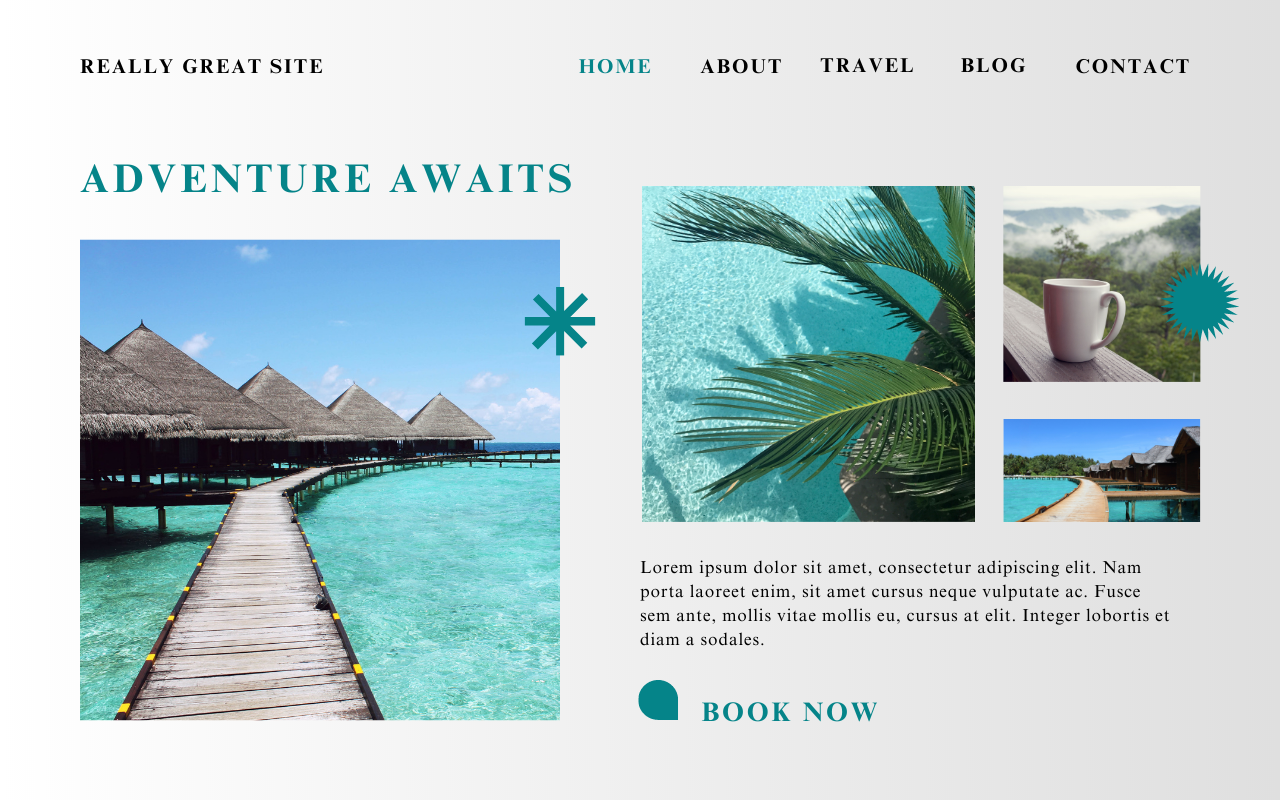 REALLY GREAT SITE
HOME
ABOUT
TRAVEL
BLOG
CONTACT
ADVENTURE AWAITS
Lorem ipsum dolor sit amet, consectetur adipiscing elit. Nam
porta laoreet enim, sit amet cursus neque vulputate ac. Fusce
sem ante, mollis vitae mollis eu, cursus at elit. Integer lobortis et
diam a sodales.
BOOK NOW